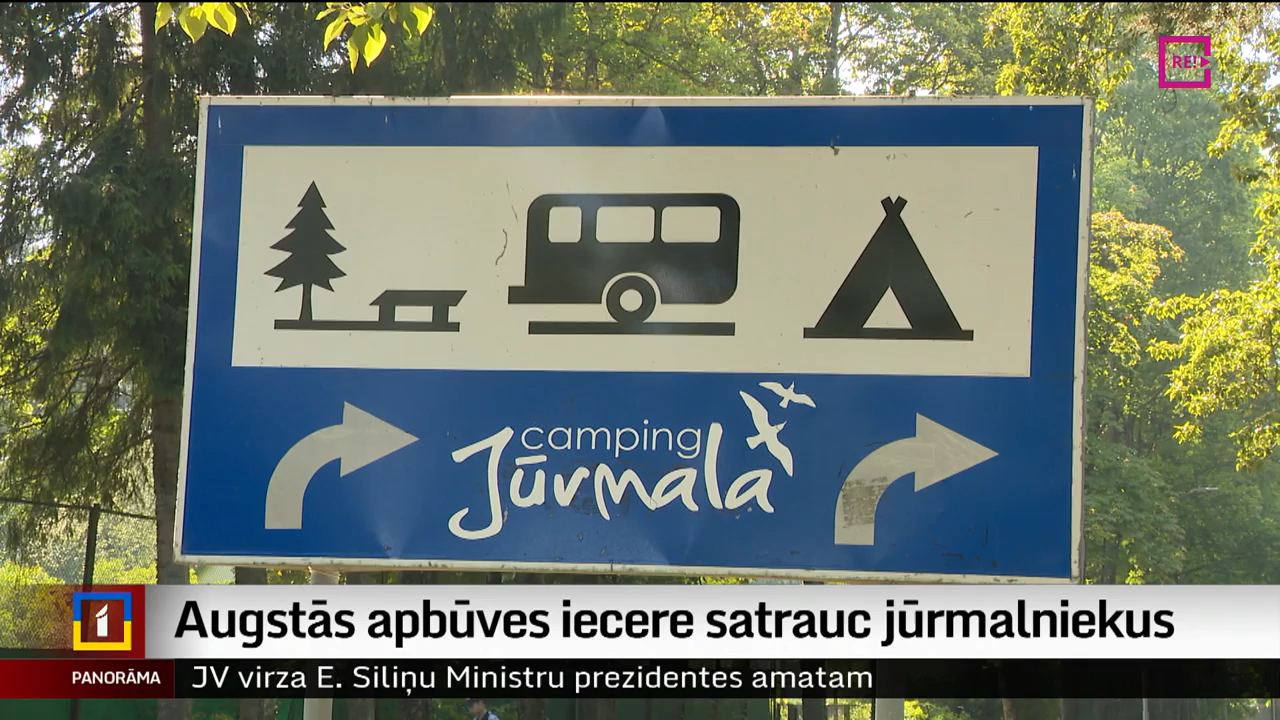 RE!
camping
Jūrmala
1
Augstās apbūves iecere satrauc jūrmalniekus
PANORĀMA
JV virza E. Siliņu Ministru prezidentes amatam